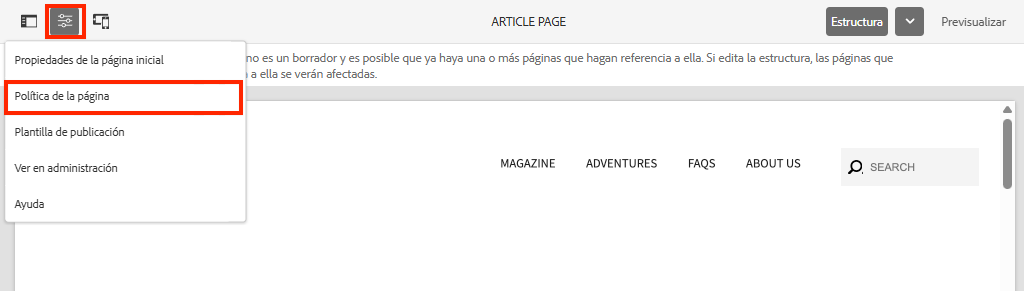 ARTICLE PAGE
Estructura
Previsualizar
no es un borrador y es posible que ya haya una o más páginas que hagan referencia a ella. Si edita la estructura, las páginas que
a ella se verán afectadas.
Propiedades de la página inicial
Política de la página
Plantilla de publicación
Ver en administración
Ayuda
MAGAZINE ADVENTURES FAQS ABOUT US SEARCH